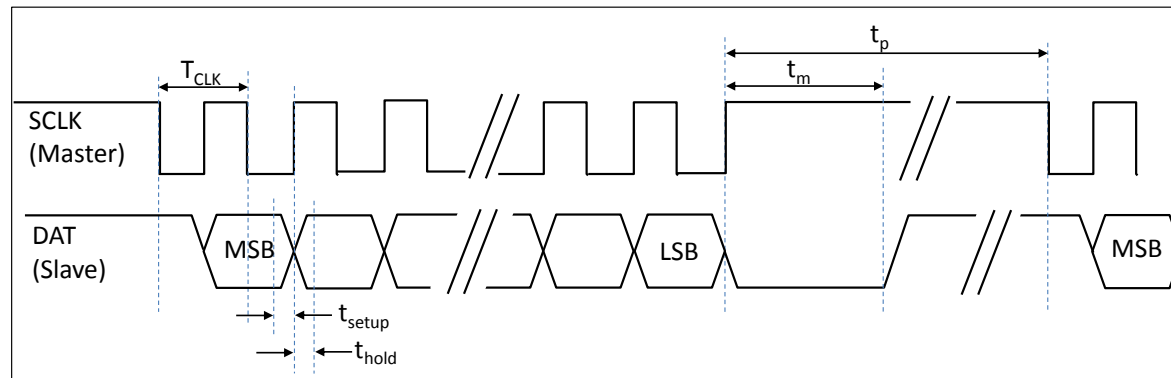 t_p
t_m
T_CLK
SCLK
(Master)
DAT
(Slave)
MSB
LSB
MSB
t_setup
t_hold